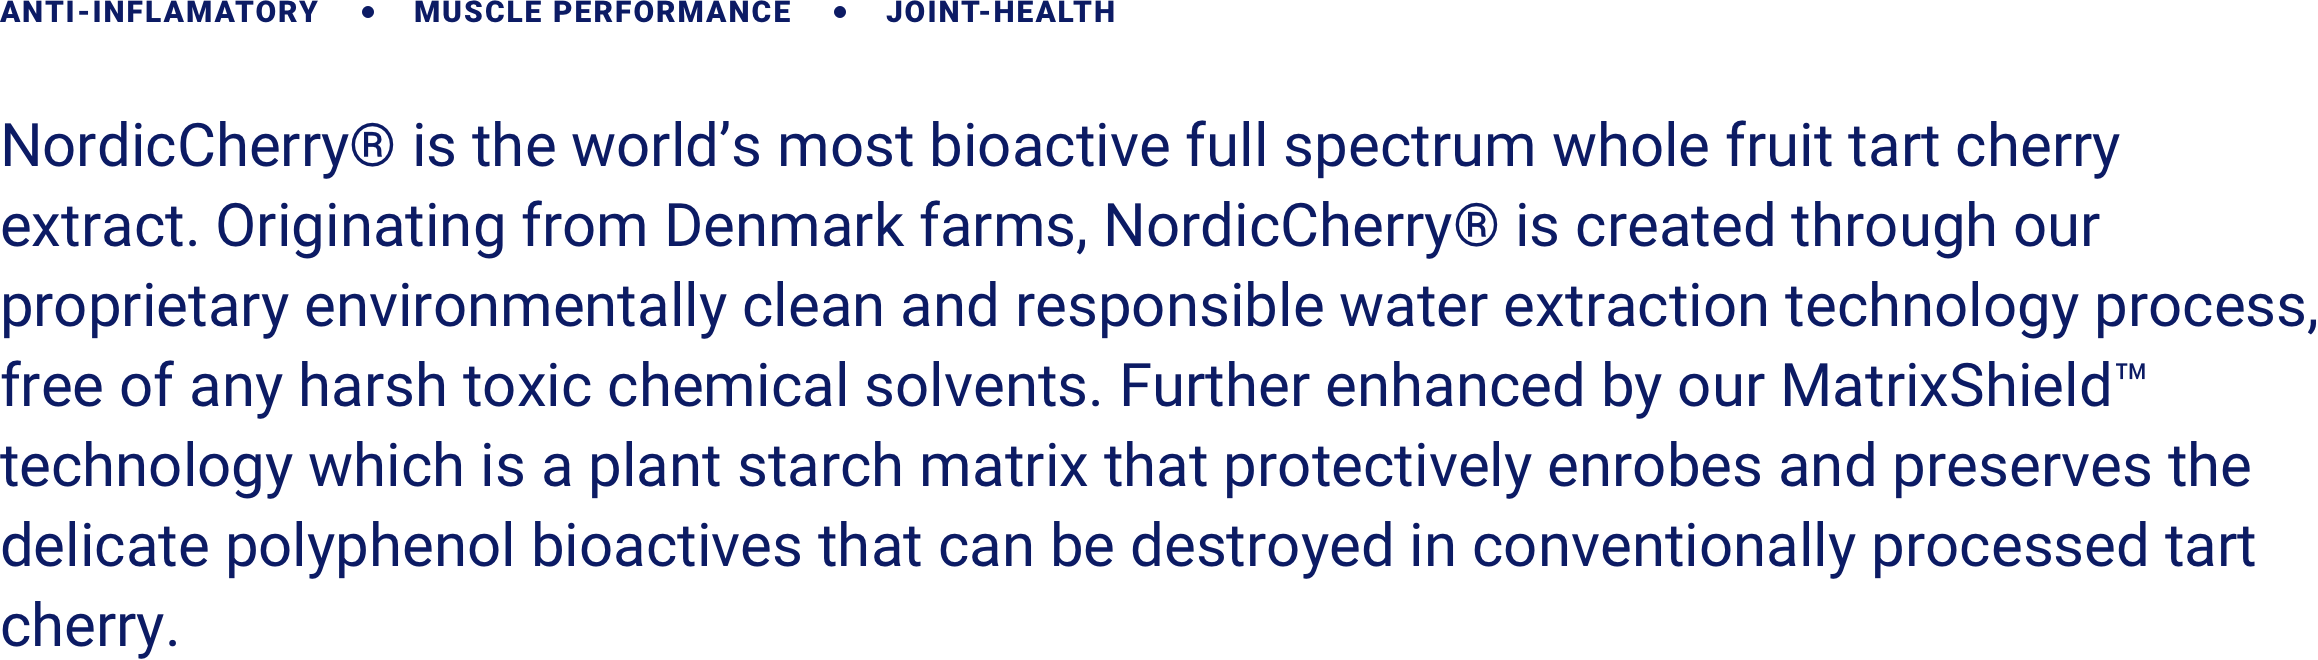 ANTI-INFLAMATORY • MUSCLE PERFORMANCE • JOINT-HEALTH
NordicCherry® is the world’s most bioactive full spectrum whole fruit tart cherry
extract. Originating from Denmark farms, NordicCherry® is created through our
proprietary environmentally clean and responsible water extraction technology process,
free of any harsh toxic chemical solvents. Further enhanced by our MatrixShield™
technology which is a plant starch matrix that protectively enrobes and preserves the
delicate polyphenol bioactives that can be destroyed in conventionally processed tart
cherry.